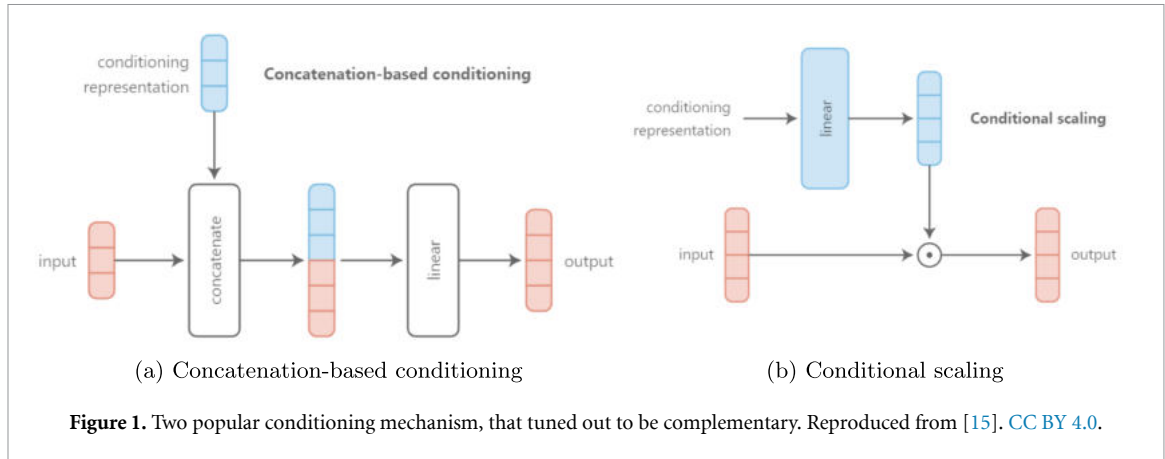 conditioning
representation
Concatenation-based conditioning
input
concatenate
linear
output
(a) Concatenation-based conditioning
conditioning
representation
linear
Conditional scaling
input
output
(b) Conditional scaling
Figure 1. Two popular conditioning mechanism, that tuned out to be complementary. Reproduced from [15]. CC BY 4.0.